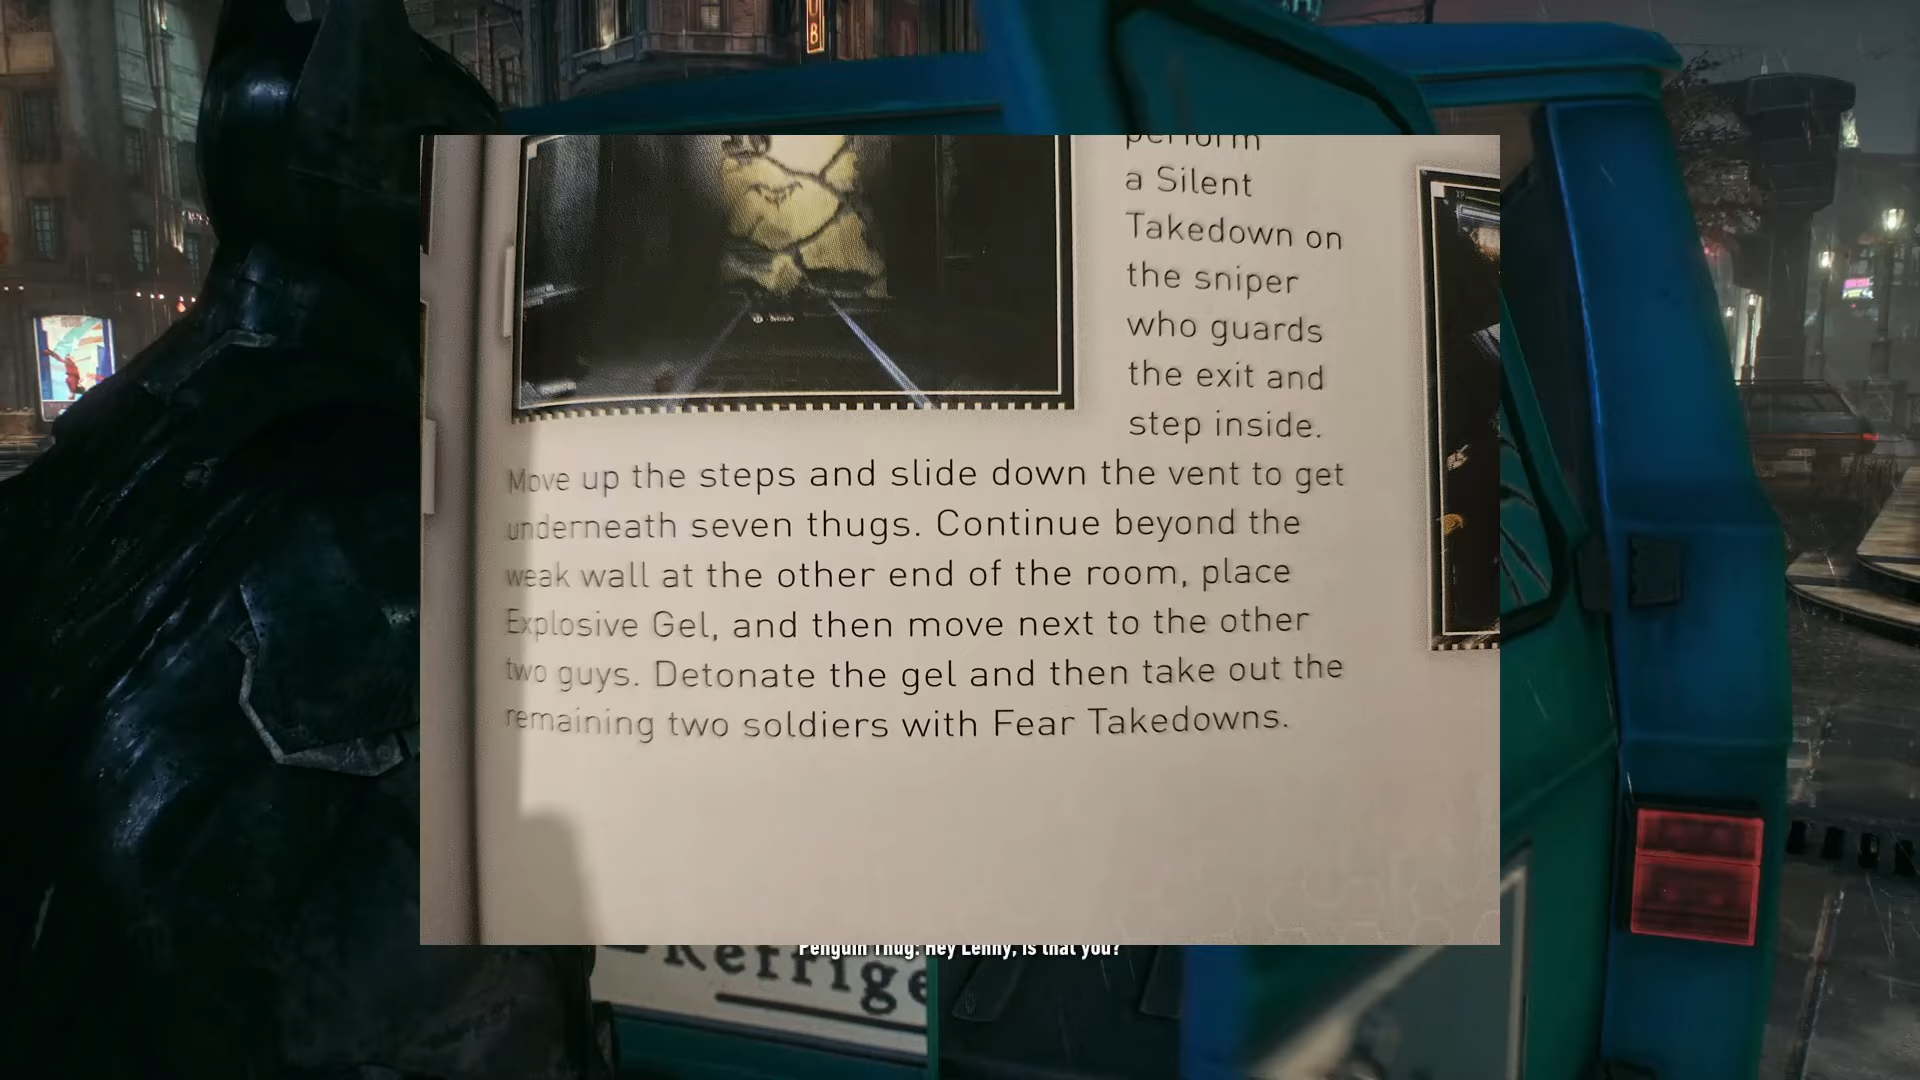 perform
a Silent
Takedown on
the sniper
who guards
the exit and
step inside.
Move up the steps and slide down the vent to get
underneath seven thugs. Continue beyond the
weak wall at the other end of the room, place
Explosive Gel, and then move next to the other
two guys. Detonate the gel and then take out the
remaining two soldiers with Fear Takedowns.
Penguin Thug: Hey Lenny, is that you?
Refrige